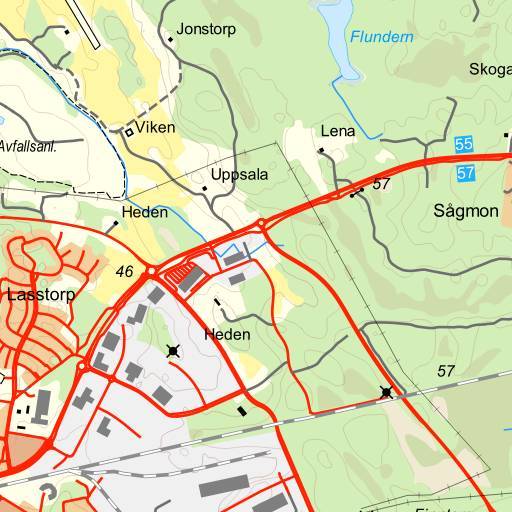 Jonstorp
Flundern
Skoga
Viken
Avfallsanl.
Lena
55
57
Uppsala
57
Heden
Sågmon
46
Lasstorp
Heden
57